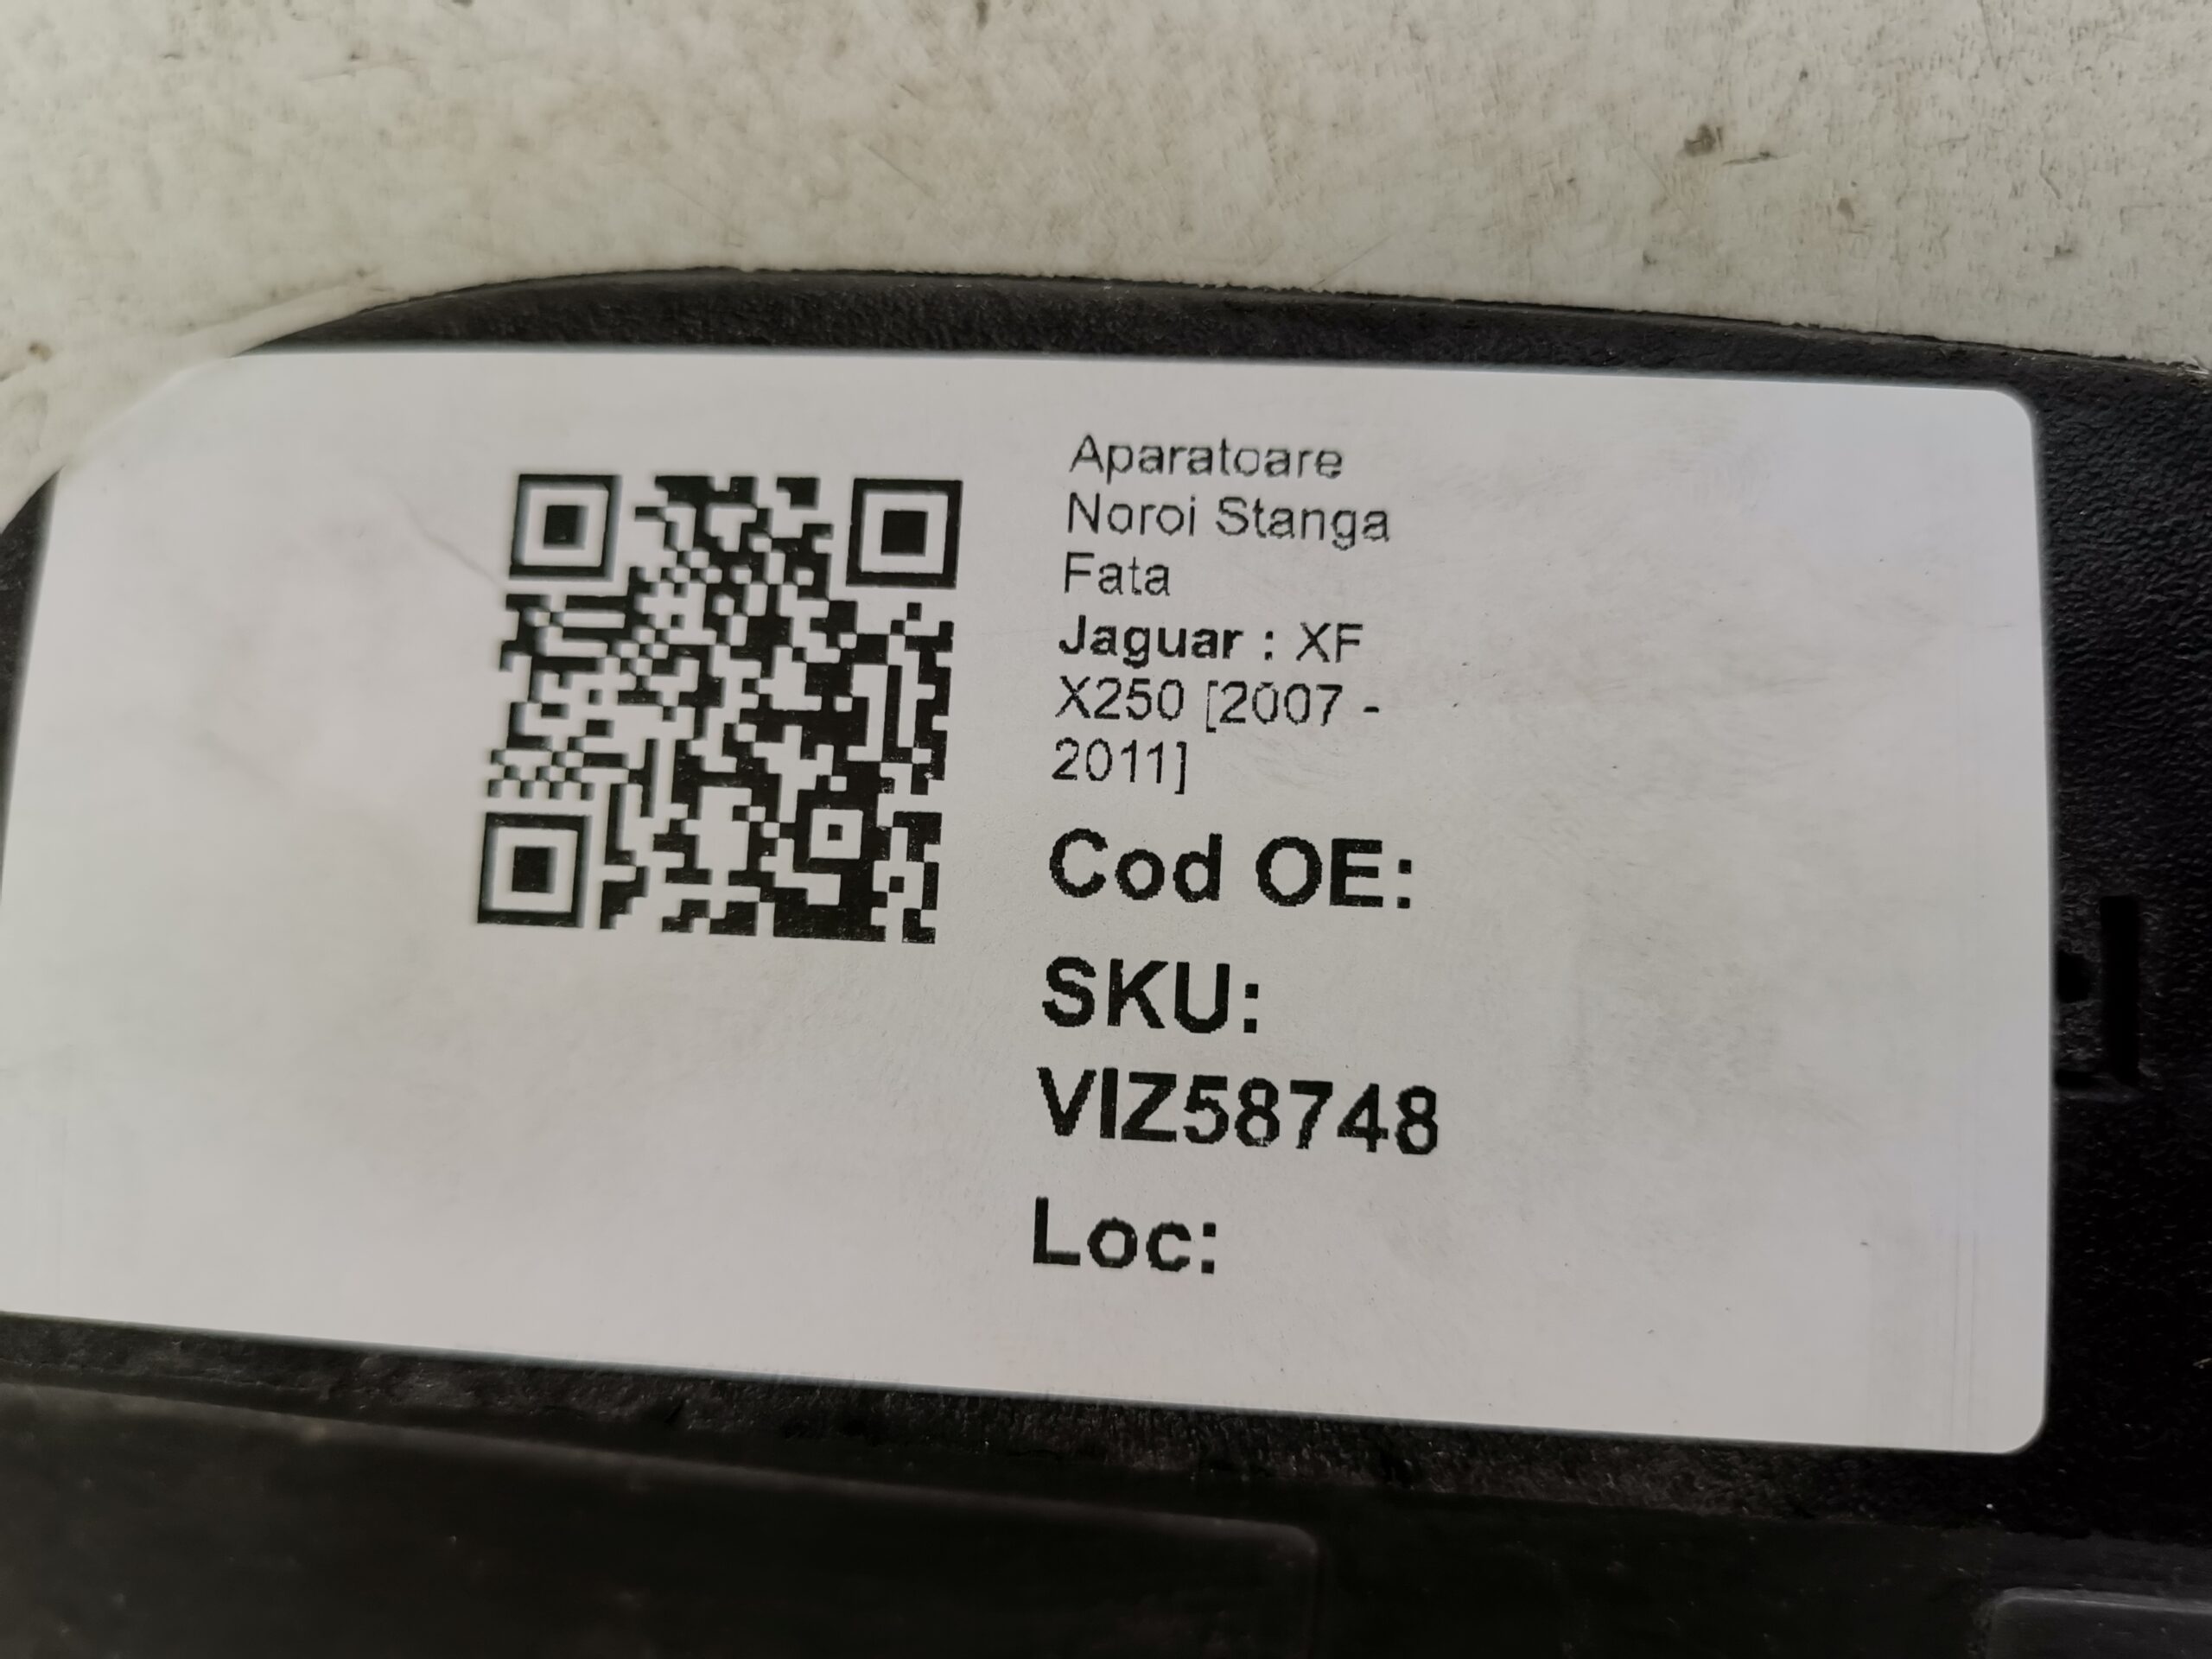 Aparatoare
Noroi Stanga
Fata
Jaguar : XF
X250 [2007 -
2011]
Cod OE:
SKU:
VIZ58748
Loc: